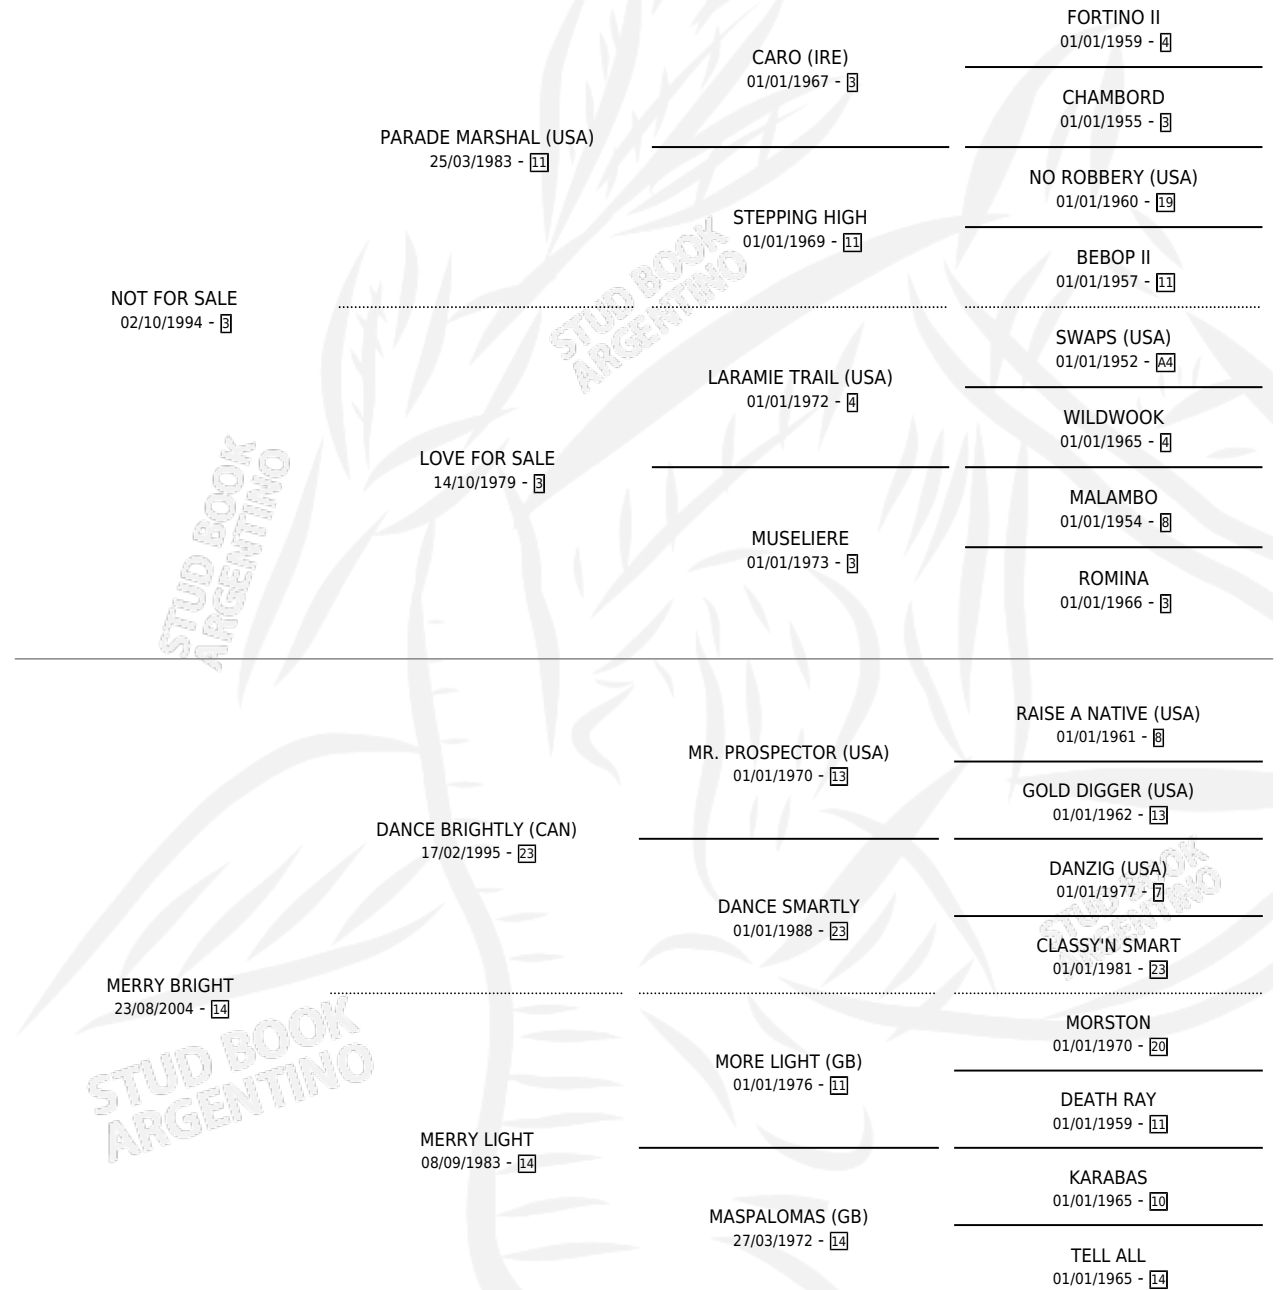 FORTINO II
01/01/1959 - 4
CARO (IRE)
01/01/1967 - 3
CHAMBORD
01/01/1955 - 3
PARADE MARSHAL (USA)
25/03/1983 - 11
NO ROBBERY (USA)
01/01/1960 - 19
STEPPING HIGH
01/01/1969 - 11
BEBOP II
01/01/1957 - 11
NOT FOR SALE
02/10/1994 - 3
SWAPS (USA)
01/01/1952 - A4
LARAMIE TRAIL (USA)
01/01/1972 - 4
WILDWOOK
01/01/1965 - 4
LOVE FOR SALE
14/10/1979 - 3
MALAMBO
01/01/1954 - 8
MUSELIERE
01/01/1973 - 3
ROMINA
01/01/1966 - 3
RAISE A NATIVE (USA)
01/01/1961 - 8
MR. PROSPECTOR (USA)
01/01/1970 - 13
GOLD DIGGER (USA)
01/01/1962 - 13
DANCE BRIGHTLY (CAN)
17/02/1995 - 23
DANZIG (USA)
01/01/1977 - 7
DANCE SMARTLY
01/01/1988 - 23
CLASSY'N SMART
01/01/1981 - 23
MERRY BRIGHT
23/08/2004 - 14
MORSTON
01/01/1970 - 20
MORE LIGHT (GB)
01/01/1976 - 11
DEATH RAY
01/01/1959 - 11
MERRY LIGHT
08/09/1983 - 14
KARABAS
01/01/1965 - 10
MASPALOMAS (GB)
27/03/1972 - 14
TELL ALL
01/01/1965 - 14
STUD BOOK
ARGENTINO
STUD BOOK
ARGENTINO
STUD BOOK
ARGENTINO
STUD BOOK
ARGENTINO